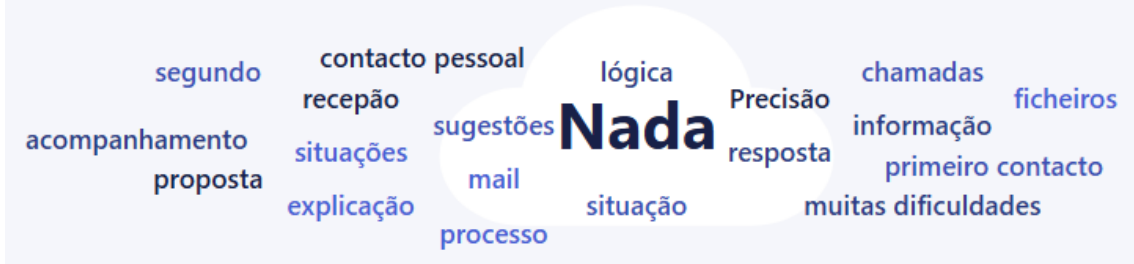 contacto pessoal
segundo
lógica
chamadas
recepão
Precisão
ficheiros
sugestões
Nada
informação
acompanhamento
situações
resposta
primeiro contacto
proposta
mail
explicação
situação
muitas dificuldades
processo